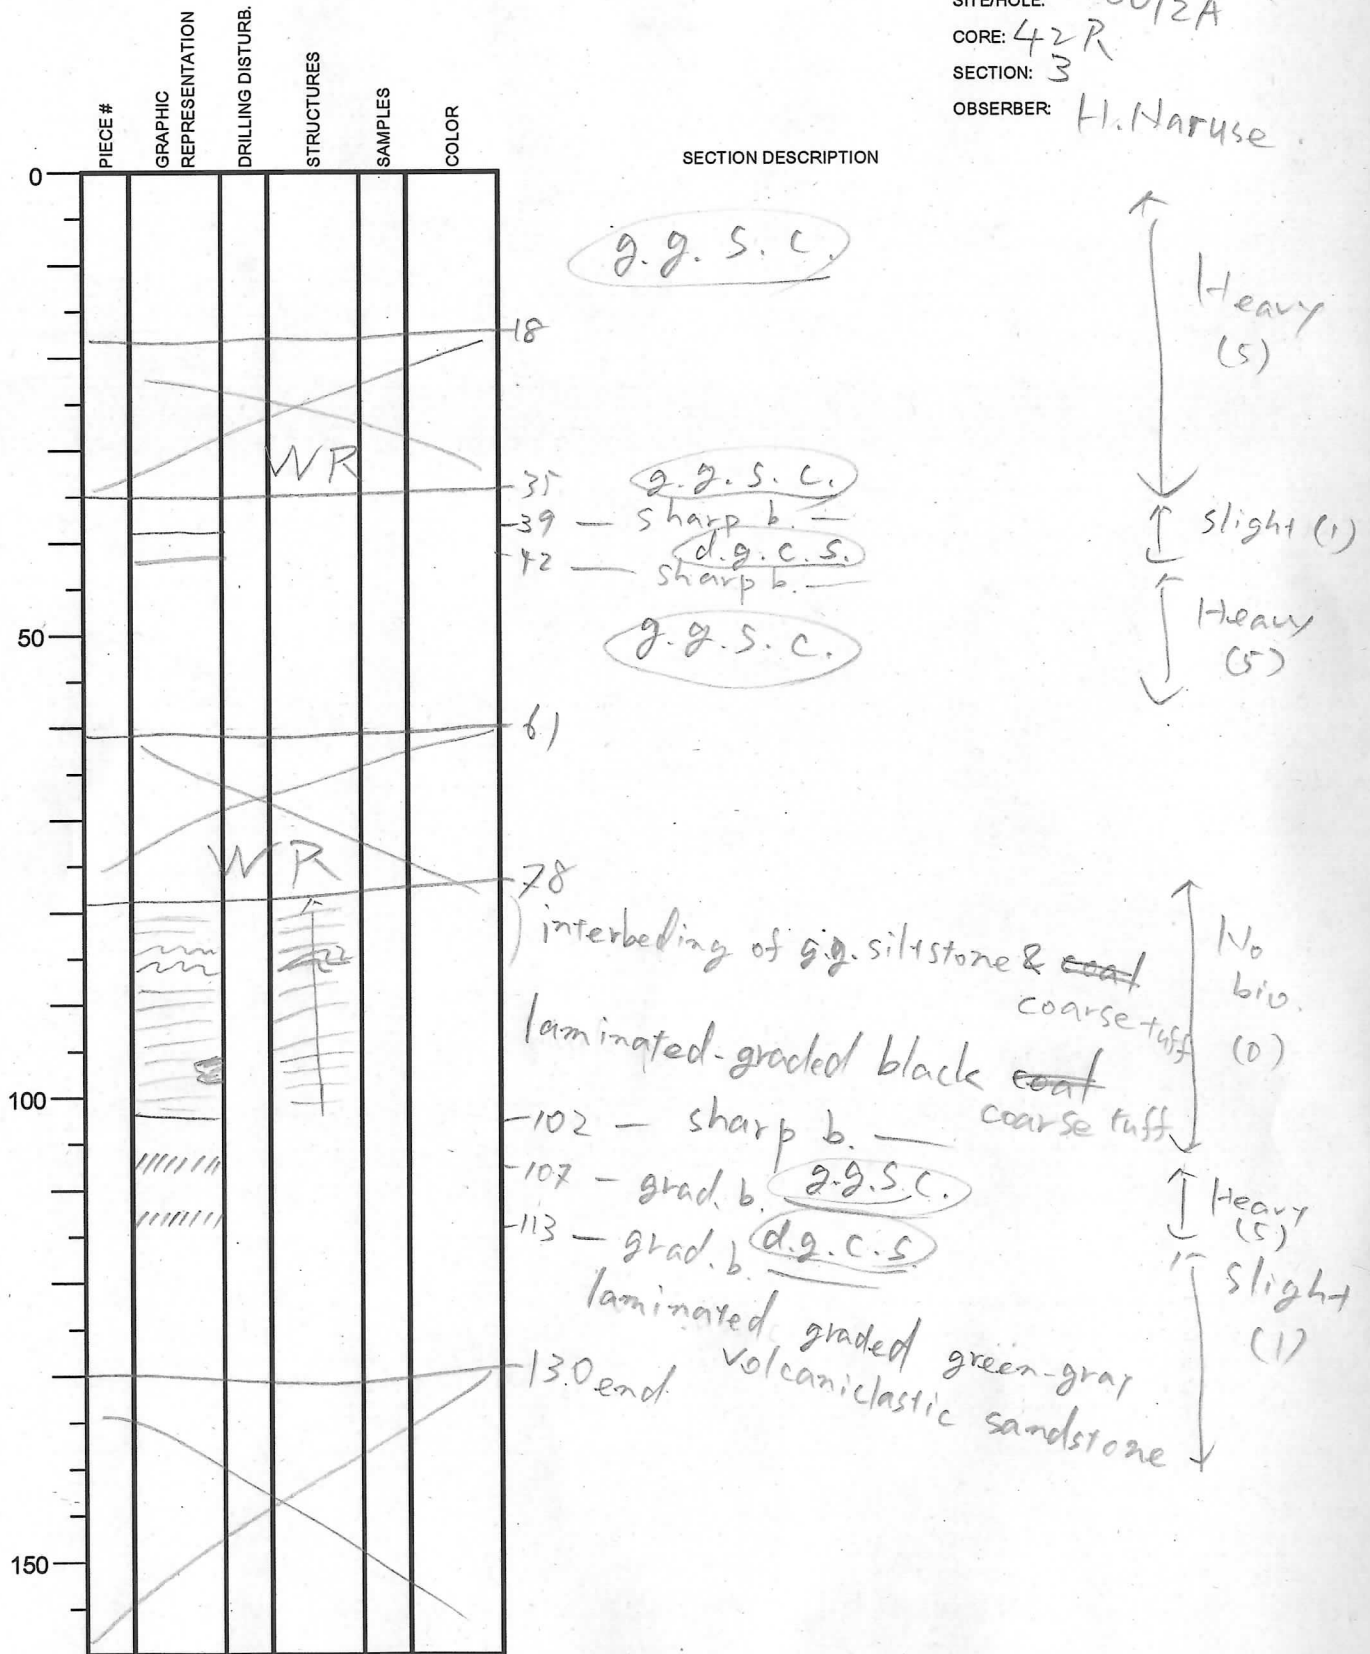 SITE/HOLE: 0012A
CORE: 42R
SECTION: 3
OBSERBER: H. Naruse.
PIECE #
GRAPHIC REPRESENTATION
DRILLING DISTURB.
STRUCTURES
SAMPLES
COLOR
SECTION DESCRIPTION
0
g. g. s. c.
Heavy
(5)
18
WR
35 g.g.s.c.
39 — sharp b. —
d.g.c.s.
42 — sharp b. —
slight (1)
50
g.g.s.c.
Heavy
(5)
61
WR
78
interbeding of g.g. siltstone & coat
coarse tuff
No
bio.
(0)
laminated-graded black coat
coarse tuff
100
102 — sharp b. —
107 — grad. b. g.g.s.c.
Heavy
(5)
113 — grad. b. d.g.c.s.
slight
(1)
laminated graded green-gray
volcaniclastic sandstone
130 end
150